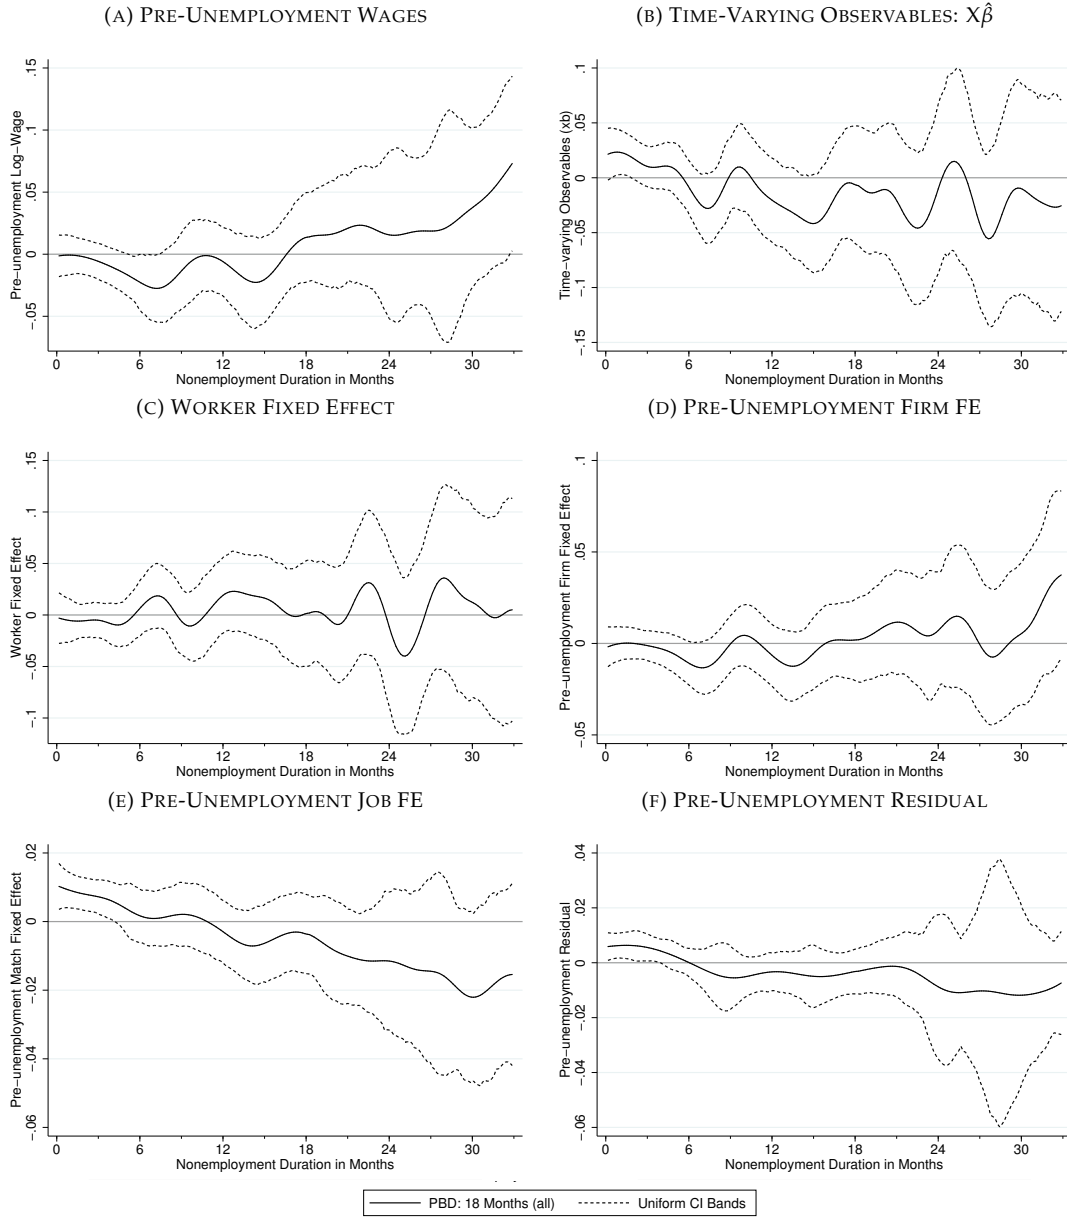 (A) PRE-UNEMPLOYMENT WAGES
Pre-unemployment Log-Wage
.15
.1
.05
0
-.05
0 6 12 18 24 30
Nonemployment Duration in Months
(B) TIME-VARYING OBSERVABLES: Xβ̂
Time-varying Observables (xb)
.1
.05
0
-.05
-.1
-.15
0 6 12 18 24 30
Nonemployment Duration in Months
(C) WORKER FIXED EFFECT
Worker Fixed Effect
.15
.1
.05
0
-.05
-.1
0 6 12 18 24 30
Nonemployment Duration in Months
(D) PRE-UNEMPLOYMENT FIRM FE
Pre-unemployment Firm Fixed Effect
.1
.05
0
-.05
0 6 12 18 24 30
Nonemployment Duration in Months
(E) PRE-UNEMPLOYMENT JOB FE
Pre-unemployment Match Fixed Effect
.02
0
-.02
-.04
-.06
0 6 12 18 24 30
Nonemployment Duration in Months
(F) PRE-UNEMPLOYMENT RESIDUAL
Pre-unemployment Residual
.04
.02
0
-.02
-.04
-.06
0 6 12 18 24 30
Nonemployment Duration in Months
PBD: 18 Months (all) Uniform CI Bands